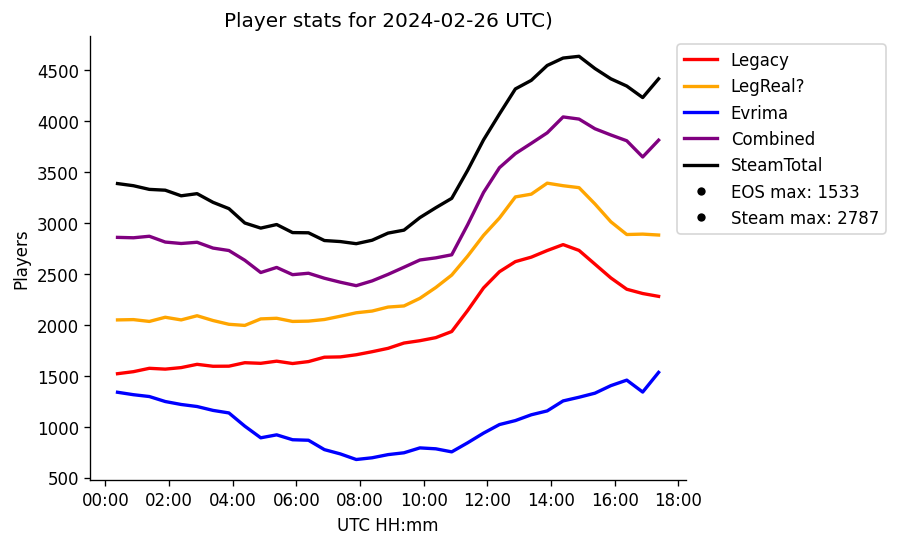 Player stats for 2024-02-26 UTC)
Legacy
LegReal?
Evrima
Combined
SteamTotal
EOS max: 1533
Steam max: 2787
Players
4500
4000
3500
3000
2500
2000
1500
1000
500
00:00 02:00 04:00 06:00 08:00 10:00 12:00 14:00 16:00 18:00
UTC HH:mm